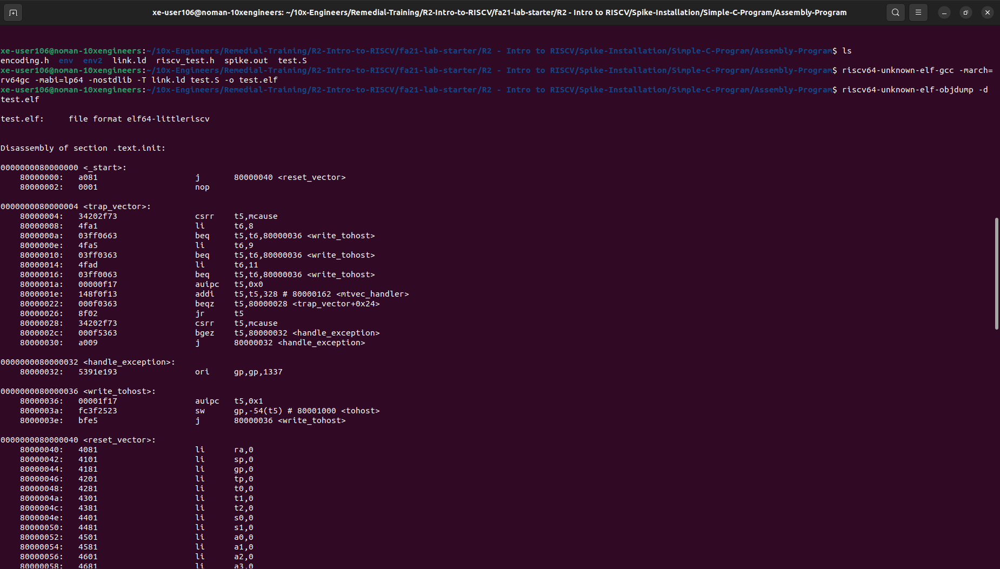 xe-user106@noman-10xengineers: ~/10x-Engineers/Remedial-Training/R2-Intro-to-RISCV/fa21-lab-starter/R2 - Intro to RISCV/Spike-Installation/Simple-C-Program/Assembly-Program
xe-user106@noman-10xengineers:~/10x-Engineers/Remedial-Training/R2-Intro-to-RISCV/fa21-lab-starter/R2 - Intro to RISCV/Spike-Installation/Simple-C-Program/Assembly-Program$ ls
encoding.h  env  env2  link.ld  riscv_test.h  spike.out  test.S
xe-user106@noman-10xengineers:~/10x-Engineers/Remedial-Training/R2-Intro-to-RISCV/fa21-lab-starter/R2 - Intro to RISCV/Spike-Installation/Simple-C-Program/Assembly-Program$ riscv64-unknown-elf-gcc -march=
rv64gc -mabi=lp64 -nostdlib -T link.ld test.S -o test.elf
xe-user106@noman-10xengineers:~/10x-Engineers/Remedial-Training/R2-Intro-to-RISCV/fa21-lab-starter/R2 - Intro to RISCV/Spike-Installation/Simple-C-Program/Assembly-Program$ riscv64-unknown-elf-objdump -d
test.elf
test.elf:     file format elf64-littleriscv
Disassembly of section .text.init:
0000000080000000 <_start>:
    80000000:   a081                    j       80000040 <reset_vector>
    80000002:   0001                    nop
0000000080000004 <trap_vector>:
    80000004:   34202f73                csrr    t5,mcause
    80000008:   4fa1                    li      t6,8
    8000000a:   03ff0663                beq     t5,t6,80000036 <write_tohost>
    8000000e:   4fa5                    li      t6,9
    80000010:   03ff0363                beq     t5,t6,80000036 <write_tohost>
    80000014:   4fad                    li      t6,11
    80000016:   03ff0063                beq     t5,t6,80000036 <write_tohost>
    8000001a:   00000f17                auipc   t5,0x0
    8000001e:   148f0f13                addi    t5,t5,328 # 80000162 <mtvec_handler>
    80000022:   000f0363                beqz    t5,80000028 <trap_vector+0x24>
    80000026:   8f02                    jr      t5
    80000028:   34202f73                csrr    t5,mcause
    8000002c:   000f5363                bgez    t5,80000032 <handle_exception>
    80000030:   a009                    j       80000032 <handle_exception>
0000000080000032 <handle_exception>:
    80000032:   5391e193                ori     gp,gp,1337
0000000080000036 <write_tohost>:
    80000036:   00001f17                auipc   t5,0x1
    8000003a:   fc3f2523                sw      gp,-54(t5) # 80001000 <tohost>
    8000003e:   bfe5                    j       80000036 <write_tohost>
0000000080000040 <reset_vector>:
    80000040:   4081                    li      ra,0
    80000042:   4101                    li      sp,0
    80000044:   4181                    li      gp,0
    80000046:   4201                    li      tp,0
    80000048:   4281                    li      t0,0
    8000004a:   4301                    li      t1,0
    8000004c:   4381                    li      t2,0
    8000004e:   4401                    li      s0,0
    80000050:   4481                    li      s1,0
    80000052:   4501                    li      a0,0
    80000054:   4581                    li      a1,0
    80000056:   4601                    li      a2,0
    80000058:   4681                    li      a3,0